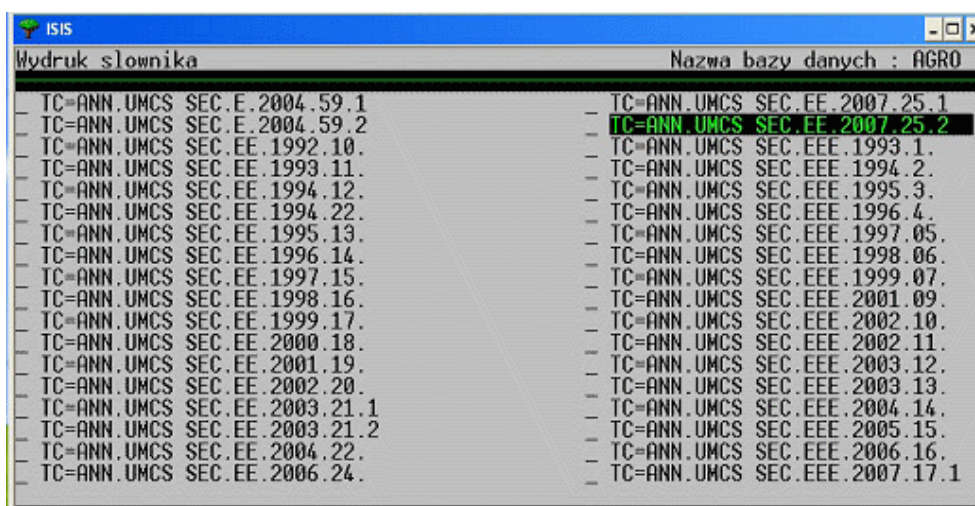 ISIS
Wydruk slownika Nazwa bazy danych : AGRO
_ TC=ANN.UMCS SEC.E.2004.59.1
_ TC=ANN.UMCS SEC.E.2004.59.2
_ TC=ANN.UMCS SEC.EE.1992.10.
_ TC=ANN.UMCS SEC.EE.1993.11.
_ TC=ANN.UMCS SEC.EE.1994.12.
_ TC=ANN.UMCS SEC.EE.1994.22.
_ TC=ANN.UMCS SEC.EE.1995.13.
_ TC=ANN.UMCS SEC.EE.1996.14.
_ TC=ANN.UMCS SEC.EE.1997.15.
_ TC=ANN.UMCS SEC.EE.1998.16.
_ TC=ANN.UMCS SEC.EE.1999.17.
_ TC=ANN.UMCS SEC.EE.2000.18.
_ TC=ANN.UMCS SEC.EE.2001.19.
_ TC=ANN.UMCS SEC.EE.2002.20.
_ TC=ANN.UMCS SEC.EE.2003.21.1
_ TC=ANN.UMCS SEC.EE.2003.21.2
_ TC=ANN.UMCS SEC.EE.2004.22.
_ TC=ANN.UMCS SEC.EE.2006.24.
_ TC=ANN.UMCS SEC.EE.2007.25.1
_ TC=ANN.UMCS SEC.EE.2007.25.2
_ TC=ANN.UMCS SEC.EEE.1993.1.
_ TC=ANN.UMCS SEC.EEE.1994.2.
_ TC=ANN.UMCS SEC.EEE.1995.3.
_ TC=ANN.UMCS SEC.EEE.1996.4.
_ TC=ANN.UMCS SEC.EEE.1997.05.
_ TC=ANN.UMCS SEC.EEE.1998.06.
_ TC=ANN.UMCS SEC.EEE.1999.07.
_ TC=ANN.UMCS SEC.EEE.2001.09.
_ TC=ANN.UMCS SEC.EEE.2002.10.
_ TC=ANN.UMCS SEC.EEE.2002.11.
_ TC=ANN.UMCS SEC.EEE.2003.12.
_ TC=ANN.UMCS SEC.EEE.2003.13.
_ TC=ANN.UMCS SEC.EEE.2004.14.
_ TC=ANN.UMCS SEC.EEE.2005.15.
_ TC=ANN.UMCS SEC.EEE.2006.16.
_ TC=ANN.UMCS SEC.EEE.2007.17.1